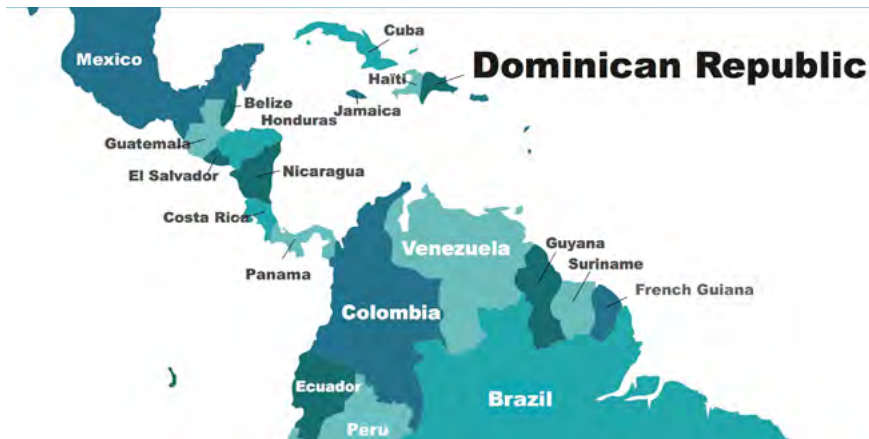 Cuba
Mexico
Dominican Republic
Haïti
Belize
Jamaica
Honduras
Guatemala
El Salvador
Nicaragua
Costa Rica
Venezuela
Guyana
Suriname
Panama
French Guiana
Colombia
Ecuador
Brazil
Peru